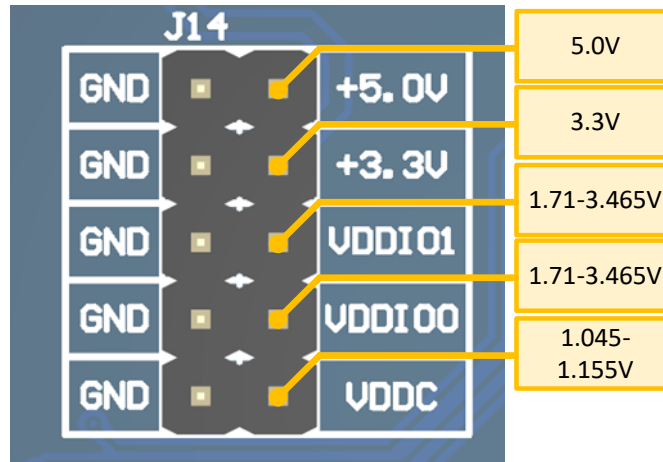 J14
GND +5.0V 5.0V
GND +3.3V 3.3V
GND VDDIO1 1.71-3.465V
GND VDDIO0 1.71-3.465V
GND VDDC 1.045-
1.155V